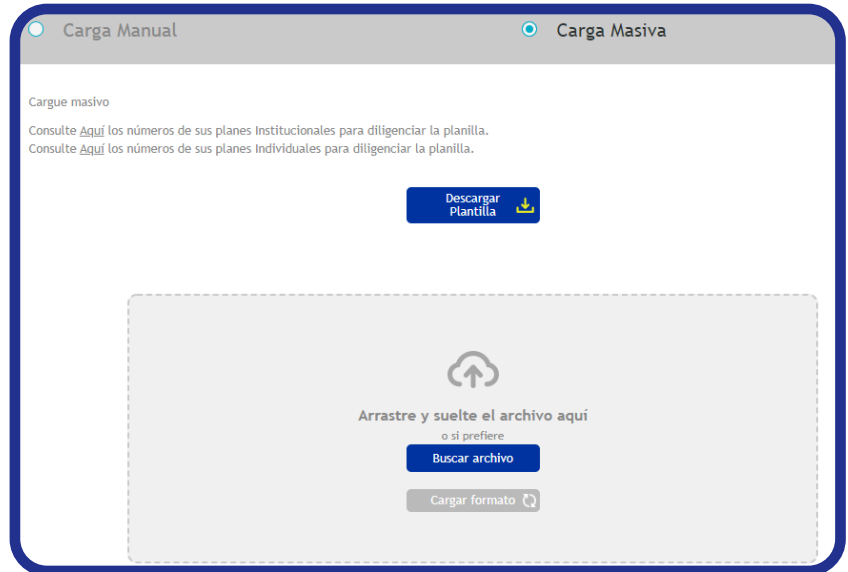 Carga Manual
Carga Masiva
Cargue masivo
Consulte Aquí los números de sus planes Institucionales para diligenciar la planilla.
Consulte Aquí los números de sus planes Individuales para diligenciar la planilla.
Descargar
Plantilla
Arrastre y suelte el archivo aquí
o si prefiere
Buscar archivo
Cargar formato